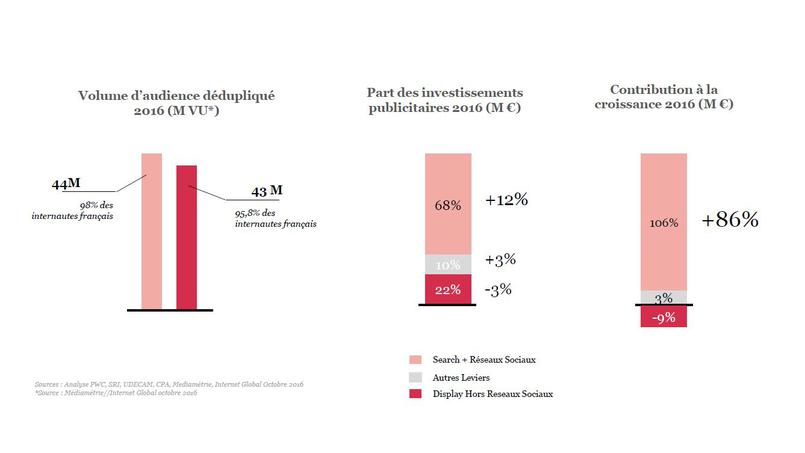 Volume d'audience dédupliqué
2016 (M VU*)
44M
98% des
internautes français
43 M
95,8% des
internautes français
Part des investissements
publicitaires 2016 (M €)
68%
+12%
10%
+3%
22%
-3%
Contribution à la
croissance 2016 (M €)
106%
+86%
3%
-9%
Search + Réseaux Sociaux
Autres Leviers
Display Hors Reseaux Sociaux
Sources : Analyse PWC, SRI, UDECAM, CPA, Mediamétrie, Internet Global Octobre 2016
*Source : Médiamétrie//Internet Global octobre 2016